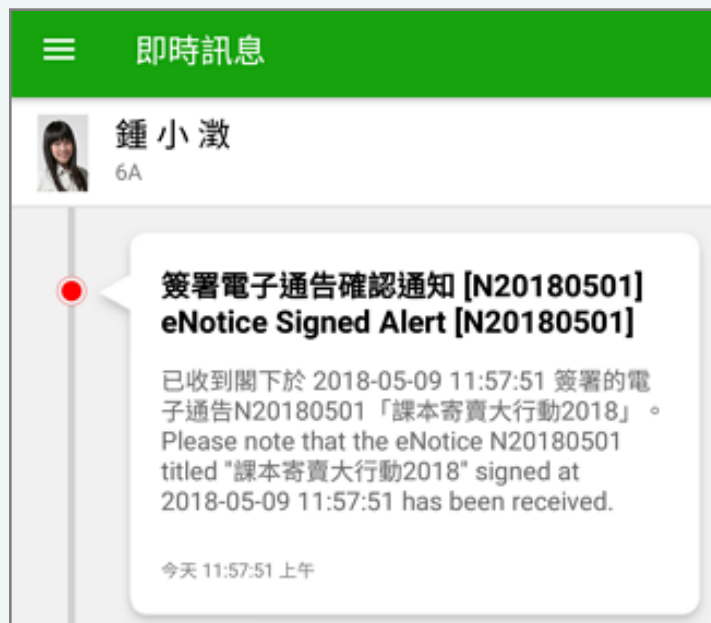 即時訊息
鍾 小 澂
6A
簽署電子通告確認通知 [N20180501]
eNotice Signed Alert [N20180501]
已收到閣下於 2018-05-09 11:57:51 簽署的電
子通告N20180501「課本寄賣大行動2018」。
Please note that the eNotice N20180501
titled "課本寄賣大行動2018" signed at
2018-05-09 11:57:51 has been received.
今天 11:57:51 上午